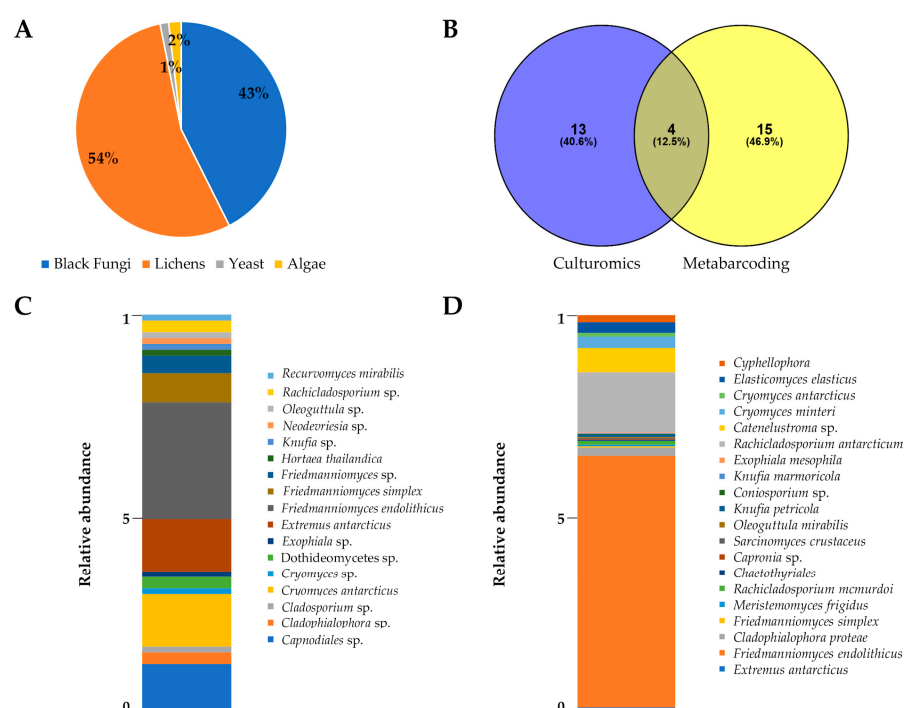 A
2%
1%
43%
54%
Black Fungi Lichens Yeast Algae
B
13
(40.6%)
4
(12.5%)
15
(46.9%)
Culturomics Metabarcoding
C
1
5
0
Relative abundance
Recurvomyces mirabilis
Rachicladosporium sp.
Oleoguttula sp.
Neodevriesia sp.
Knufia sp.
Hortaea thailandica
Friedmanniomyces sp.
Friedmanniomyces simplex
Friedmanniomyces endolithicus
Extremus antarcticus
Exophiala sp.
Dothideomycetes sp.
Cryomyces sp.
Cryomyces antarcticus
Cladosporium sp.
Cladophialophora sp.
Capnodiales sp.
D
1
5
0
Relative abundance
Cyphellophora
Elasticomyces elasticus
Cryomyces antarcticus
Cryomyces minteri
Catenelustroma sp.
Rachicladosporium antarcticum
Exophiala mesophila
Knufia marmoricola
Coniosporium sp.
Knufia petricola
Oleoguttula mirabilis
Sarcinomyces crustaceus
Capronia sp.
Chaetothyriales
Rachicladosporium mcmurdoi
Meristemomyces frigidus
Friedmanniomyces simplex
Cladophialophora proteae
Friedmanniomyces endolithicus
Extremus antarcticus